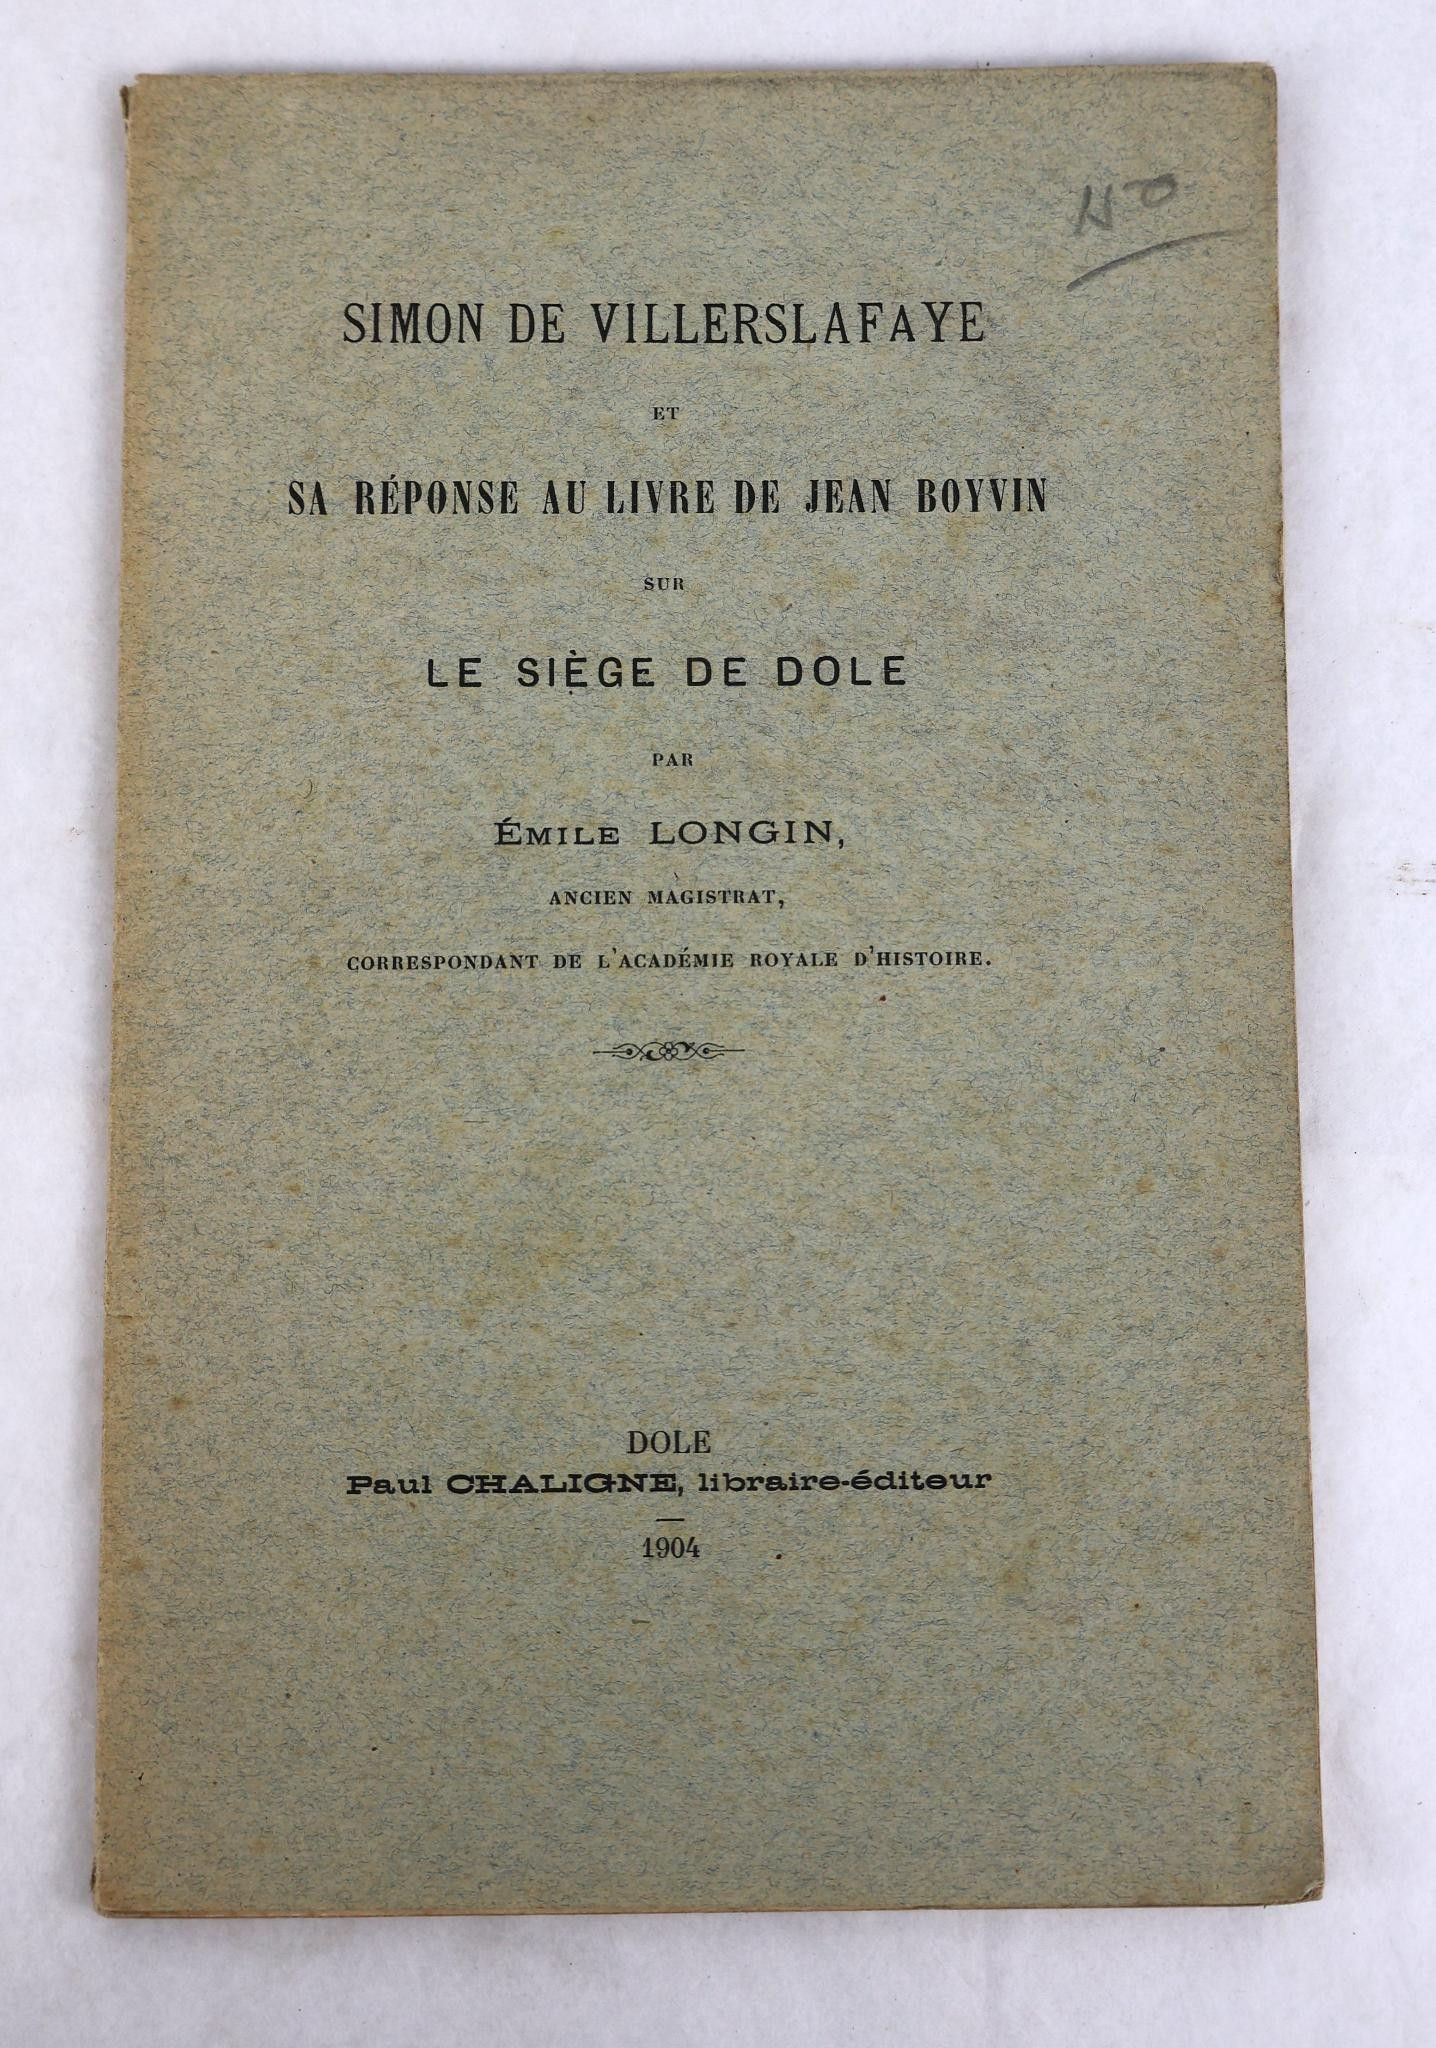 SIMON DE VILLERSLAFAYE
ET
SA RÉPONSE AU LIVRE DE JEAN BOYVIN
SUR
LE SIÈGE DE DOLE
PAR
ÉMILE LONGIN,
ANCIEN MAGISTRAT,
CORRESPONDANT DE L'ACADÉMIE ROYALE D'HISTOIRE.
DOLE
Paul CHALIGNE, libraire-éditeur
1904